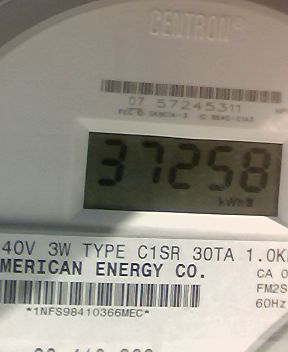 CENTRON®
07 57245311
37258
kWh
40V 3W TYPE C1SR 30TA 1.0K
MERICAN ENERGY CO.
CA 0
FM2S
60Hz
*1NFS98410366MEC*